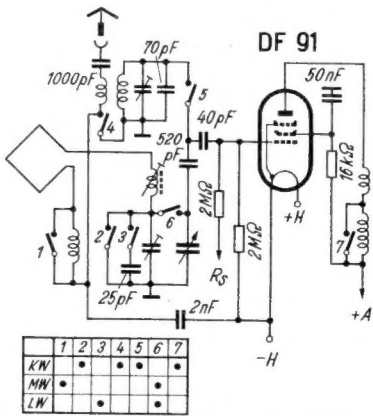 70pF
DF 91
1000pF
50nF
4
5
40pF
520
pF
16kΩ
+H
2MΩ
2MΩ
1
2
3
6
7
25pF
Rs
2nF
+A
-H
1 2 3 4 5 6 7
KW • • • •
MW • •
LW • •